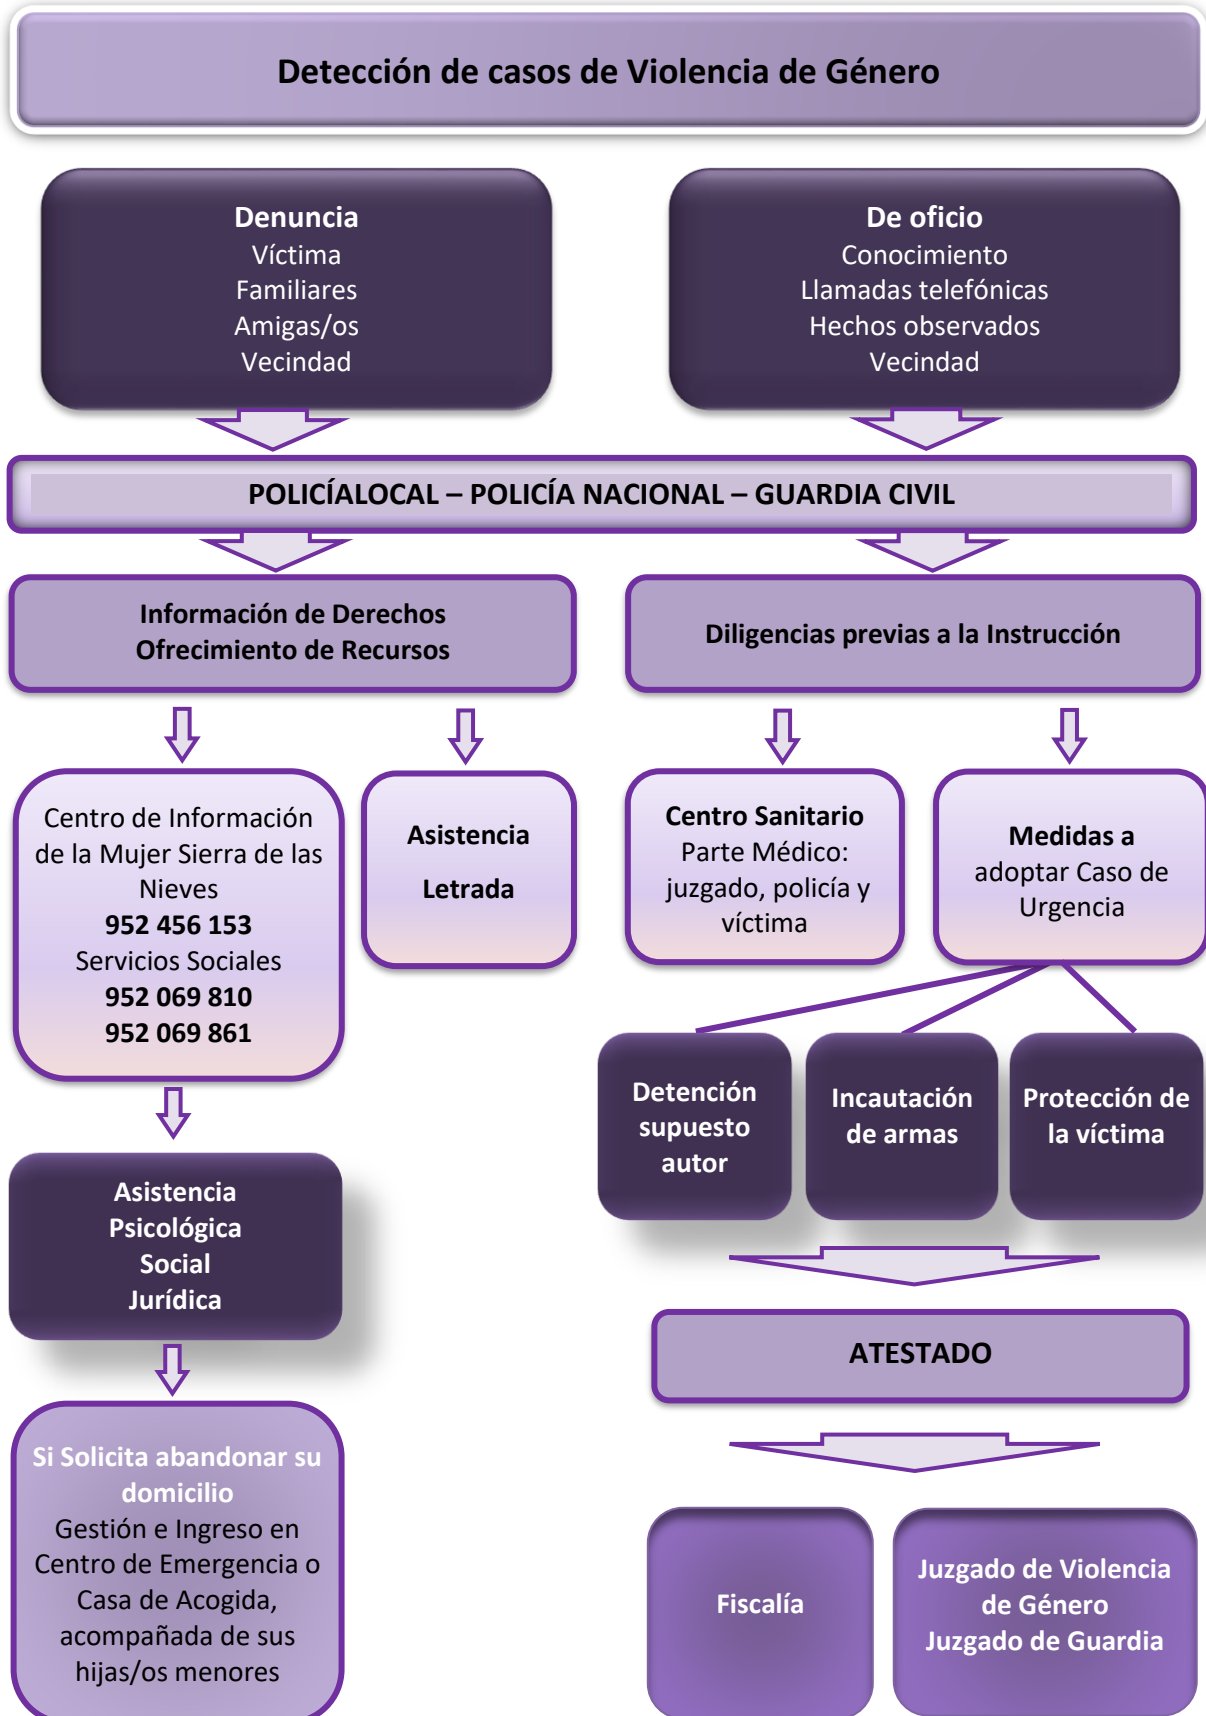 Detección de casos de Violencia de Género
Denuncia
Víctima
Familiares
Amigas/os
Vecindad
De oficio
Conocimiento
Llamadas telefónicas
Hechos observados
Vecindad
POLICÍALOCAL – POLICÍA NACIONAL – GUARDIA CIVIL
Información de Derechos
Ofrecimiento de Recursos
Diligencias previas a la Instrucción
Centro de Información
de la Mujer Sierra de las
Nieves
952 456 153
Servicios Sociales
952 069 810
952 069 861
Asistencia
Letrada
Centro Sanitario
Parte Médico:
juzgado, policía y
víctima
Medidas a
adoptar Caso de
Urgencia
Detención
supuesto
autor
Incautación
de armas
Protección de
la víctima
Asistencia
Psicológica
Social
Jurídica
ATESTADO
Si Solicita abandonar su
domicilio
Gestión e Ingreso en
Centro de Emergencia o
Casa de Acogida,
acompañada de sus
hijas/os menores
Fiscalía
Juzgado de Violencia
de Género
Juzgado de Guardia